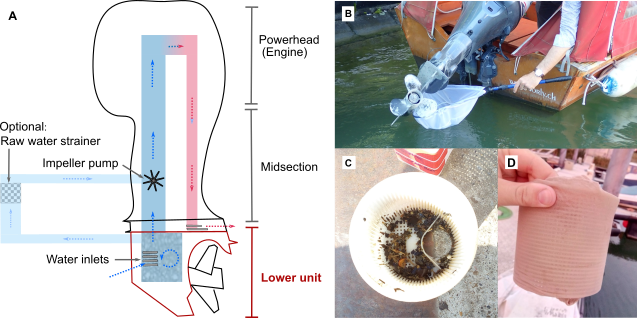 A
Powerhead
(Engine)
Optional:
Raw water strainer
Impeller pump
Midsection
Water inlets
Lower unit
B
C
D